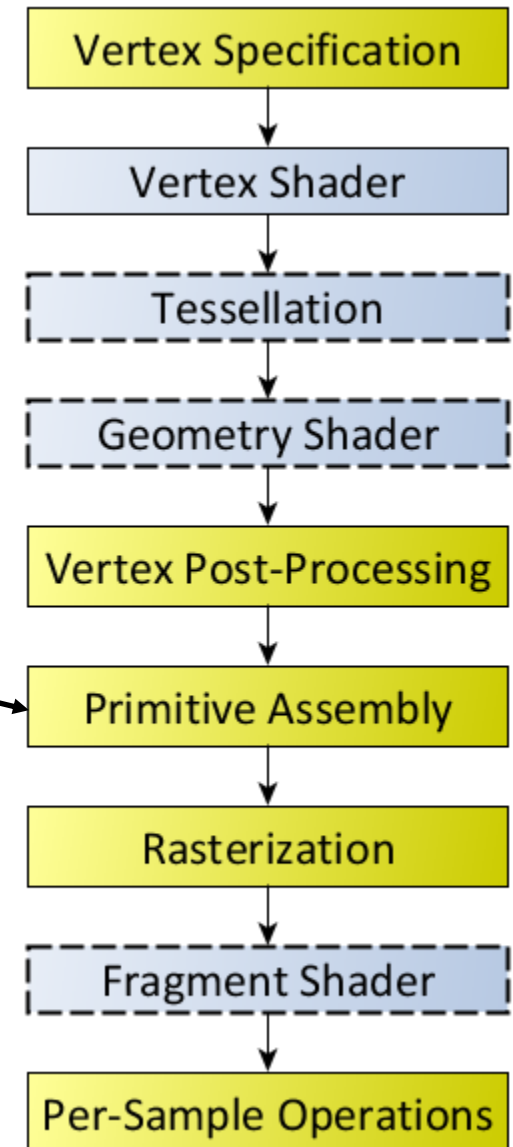 Vertex Specification
Vertex Shader
Tessellation
Geometry Shader
Vertex Post-Processing
Primitive Assembly
Rasterization
Fragment Shader
Per-Sample Operations